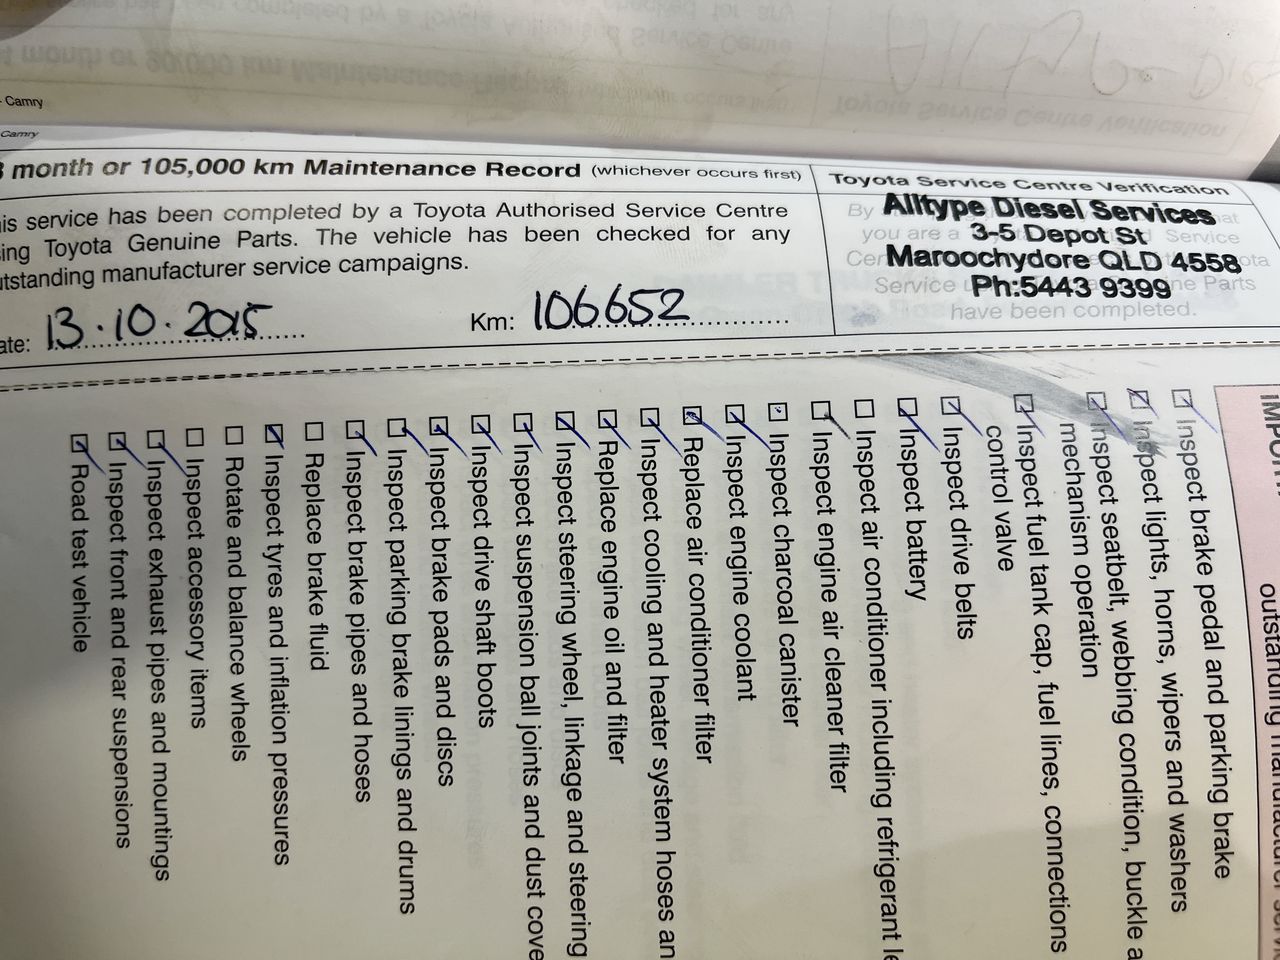 Camry
Camry
month or 105,000 km Maintenance Record (whichever occurs first)
service has been completed by a Toyota Authorised Service Centre
Toyota Genuine Parts. The vehicle has been checked for any
manufacturer service campaigns.
13.10.2015
Km: 106652
Toyota Service Centre Verification
Alltype Diesel Services
3-5 Depot St
Maroochydore QLD 4558
Ph:5443 9399
By
you are a Service
Service Parts
have been completed.
Inspect brake pedal and parking brake
Inspect lights, horns, wipers and washers
Inspect seatbelt, webbing condition, buckle
mechanism operation
Inspect fuel tank cap, fuel lines, connections
control valve
Inspect drive belts
Inspect battery
Inspect air conditioner including refrigerant
Inspect engine air cleaner filter
Inspect charcoal canister
Inspect engine coolant
Replace air conditioner filter
Inspect cooling and heater system hoses
Replace engine oil and filter
Inspect steering wheel, linkage and steering
Inspect suspension ball joints and dust
Inspect drive shaft boots
Inspect brake pads and discs
Inspect parking brake linings and drums
Inspect brake pipes and hoses
Replace brake fluid
Inspect tyres and inflation pressures
Rotate and balance wheels
Inspect accessory items
Inspect exhaust pipes and mountings
Inspect front and rear suspensions
Road test vehicle